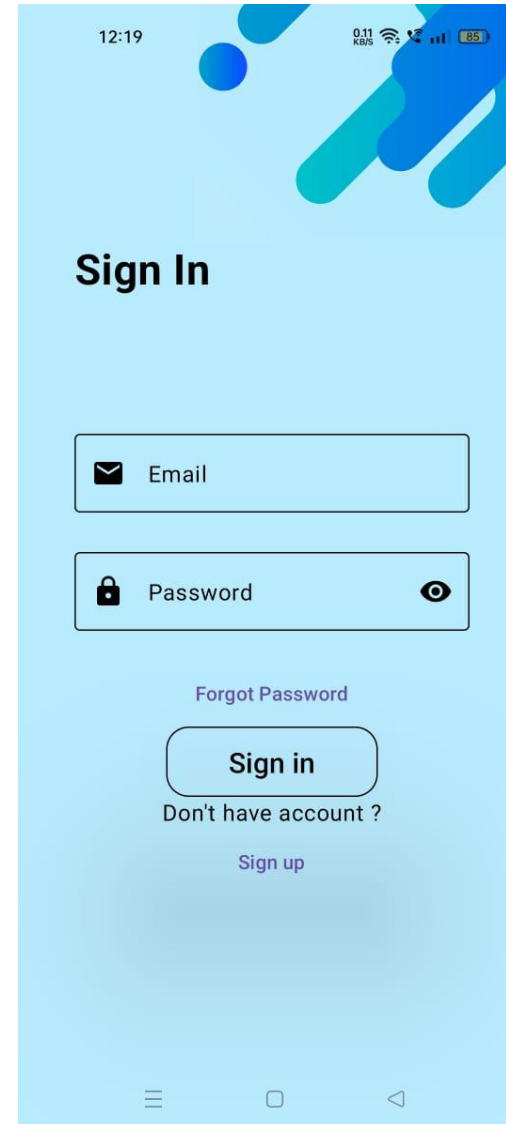 12:19
0.11
KB/S
85
Sign In
Email
Password
Forgot Password
Sign in
Don't have account ?
Sign up